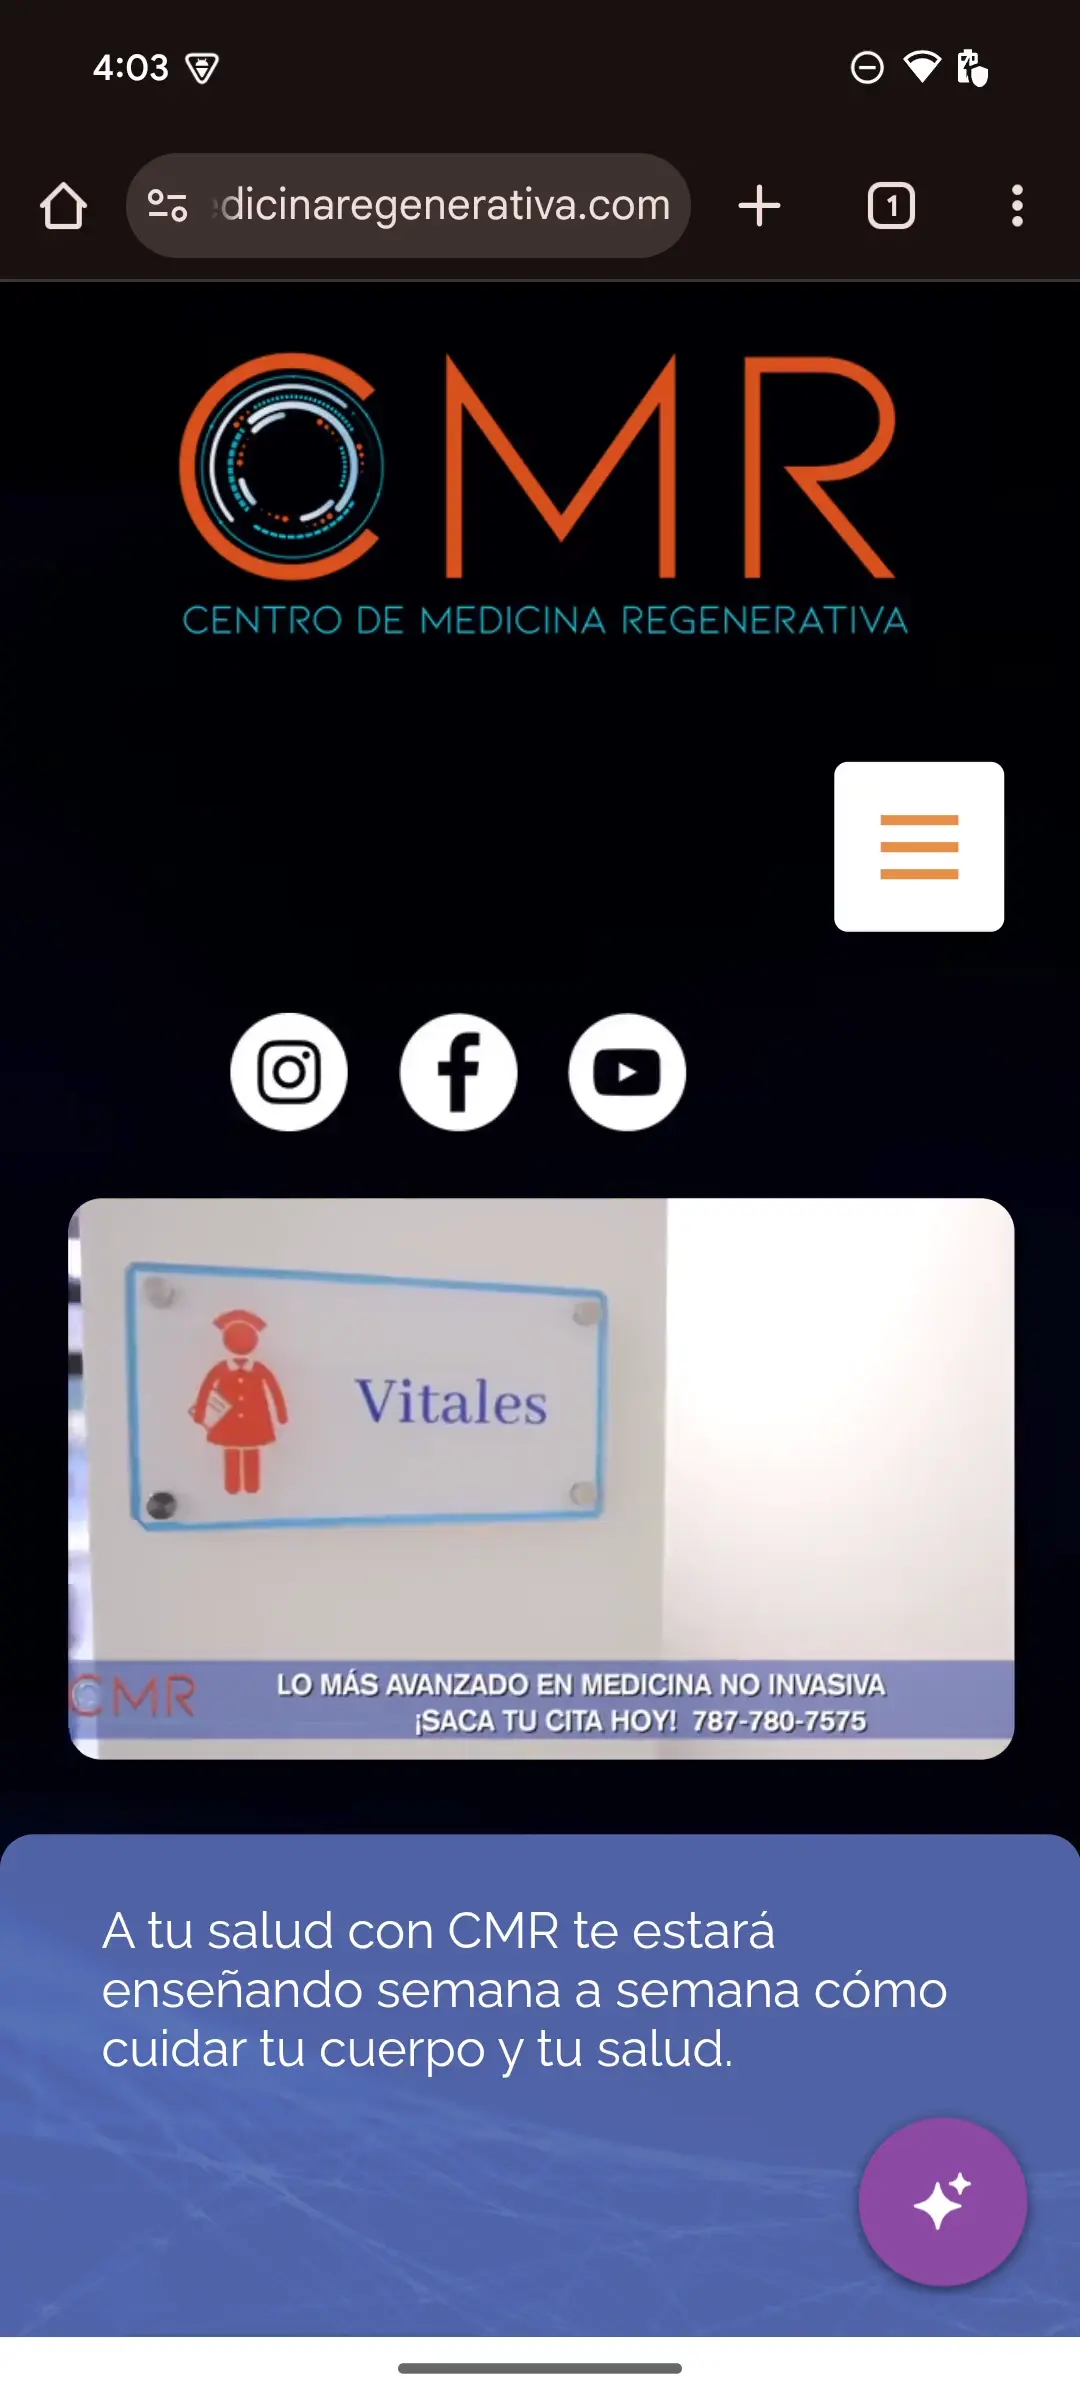 4:03
dicinaregenerativa.com
1
CMR
CENTRO DE MEDICINA REGENERATIVA
Vitales
CMR
LO MÁS AVANZADO EN MEDICINA NO INVASIVA
¡SACA TU CITA HOY! 787-780-7575
A tu salud con CMR te estará
enseñando semana a semana cómo
cuidar tu cuerpo y tu salud.